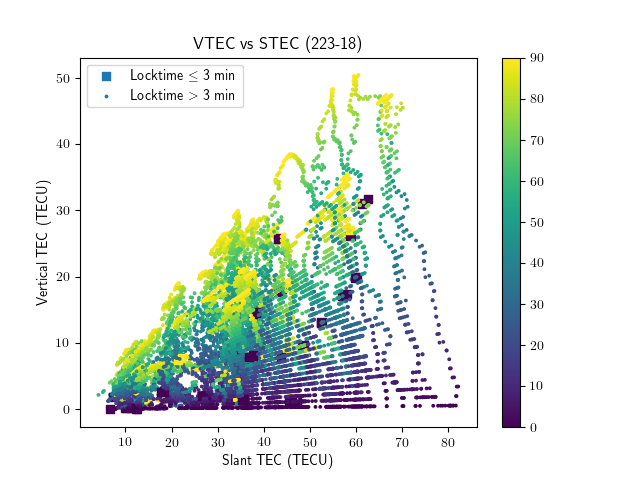 VTEC vs STEC (223-18)
Locktime ≤ 3 min
Locktime > 3 min
50
40
30
20
10
0
Vertical TEC (TECU)
10 20 30 40 50 60 70 80
Slant TEC (TECU)
90
80
70
60
50
40
30
20
10
0